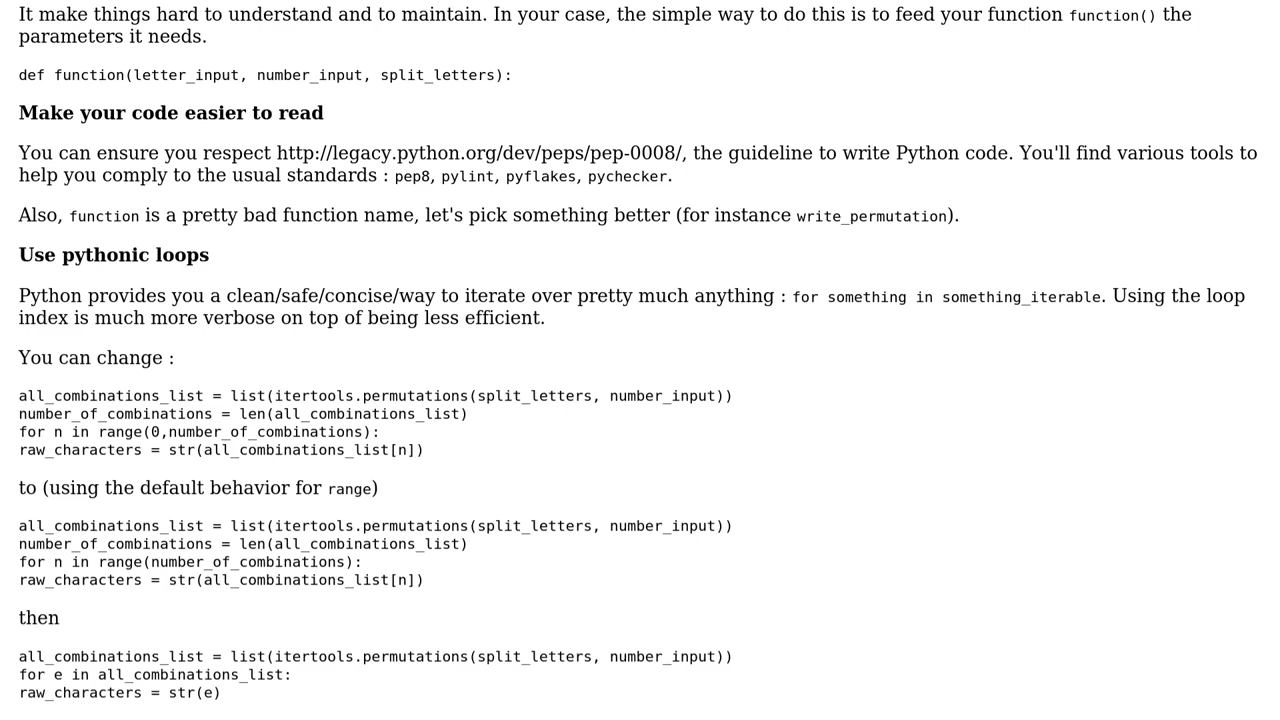 It make things hard to understand and to maintain. In your case, the simple way to do this is to feed your function function() the
parameters it needs.
def function(letter_input, number_input, split_letters):
Make your code easier to read
You can ensure you respect http://legacy.python.org/dev/peps/pep-0008/, the guideline to write Python code. You'll find various tools to
help you comply to the usual standards : pep8, pylint, pyflakes, pychecker.
Also, function is a pretty bad function name, let's pick something better (for instance write_permutation).
Use pythonic loops
Python provides you a clean/safe/concise/way to iterate over pretty much anything : for something in something_iterable. Using the loop
index is much more verbose on top of being less efficient.
You can change :
all_combinations_list = list(itertools.permutations(split_letters, number_input))
number_of_combinations = len(all_combinations_list)
for n in range(0,number_of_combinations):
raw_characters = str(all_combinations_list[n])
to (using the default behavior for range)
all_combinations_list = list(itertools.permutations(split_letters, number_input))
number_of_combinations = len(all_combinations_list)
for n in range(number_of_combinations):
raw_characters = str(all_combinations_list[n])
then
all_combinations_list = list(itertools.permutations(split_letters, number_input))
for e in all_combinations_list:
raw_characters = str(e)